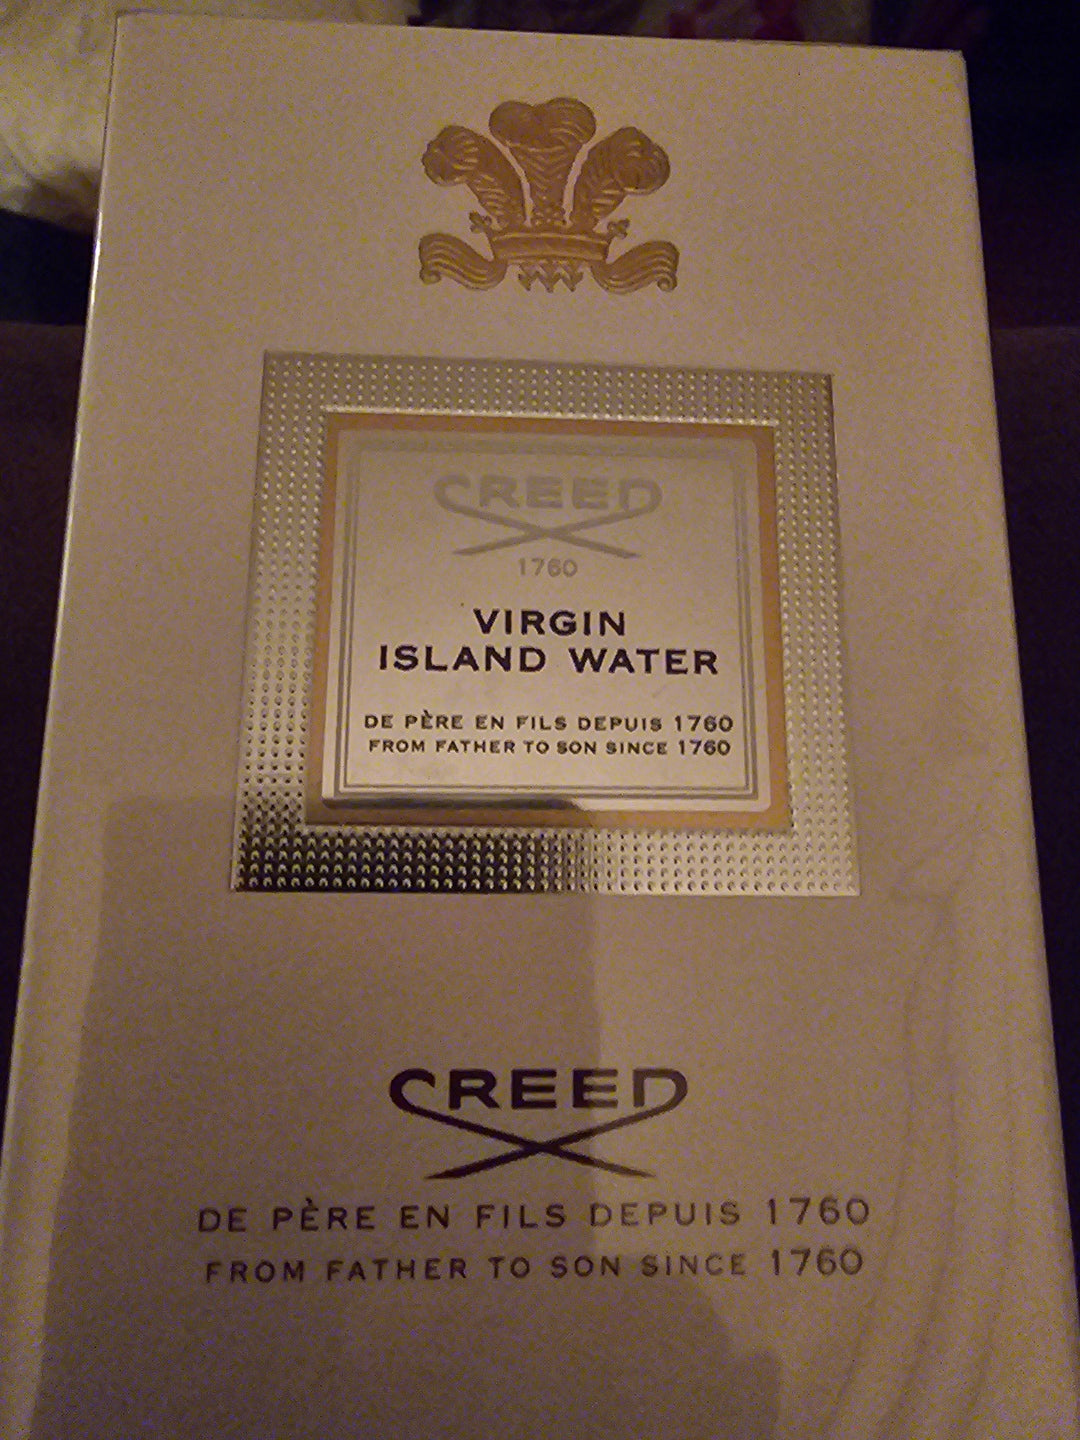 CREED
1760
VIRGIN
ISLAND WATER
DE PÈRE EN FILS DEPUIS 1760
FROM FATHER TO SON SINCE 1760
CREED
DE PÈRE EN FILS DEPUIS 1760
FROM FATHER TO SON SINCE 1760